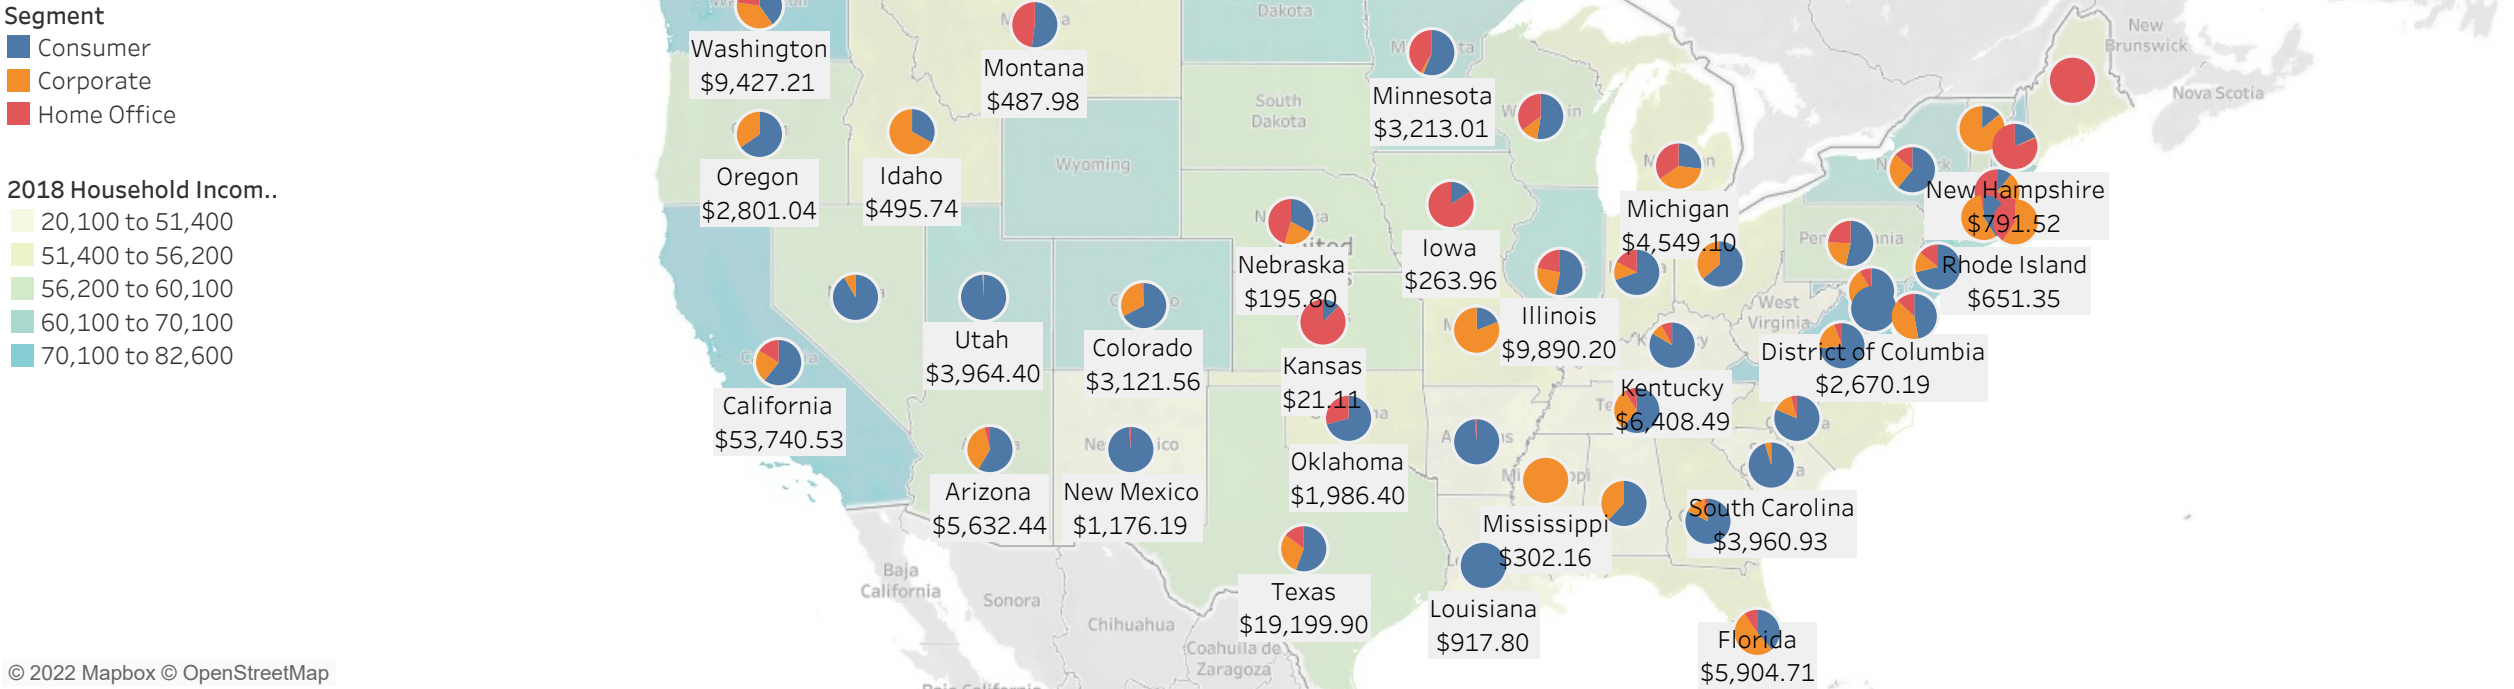 Segment
Consumer
Corporate
Home Office
2018 Household Incom..
20,100 to 51,400
51,400 to 56,200
56,200 to 60,100
60,100 to 70,100
70,100 to 82,600
Dakota
New
Brunswick
Nova Scotia
Washington
$9,427.21
Montana
$487.98
Minnesota
$3,213.01
South
Dakota
Wyoming
Oregon
$2,801.04
Idaho
$495.74
Michigan
$4,549.10
New Hampshire
$791.52
Iowa
$263.96
Nebraska
$195.80
Rhode Island
$651.35
West
Virginia
Illinois
$9,890.20
Utah
$3,964.40
Colorado
$3,121.56
Kansas
$21.11
District of Columbia
$2,670.19
Kentucky
$6,408.49
California
$53,740.53
Oklahoma
$1,986.40
Arizona
$5,632.44
New Mexico
$1,176.19
Mississippi
$302.16
South Carolina
$3,960.93
Texas
$19,199.90
Louisiana
$917.80
Florida
$5,904.71
Baja
California
Sonora
Chihuahua
Coahuila de
Zaragoza
© 2022 Mapbox © OpenStreetMap